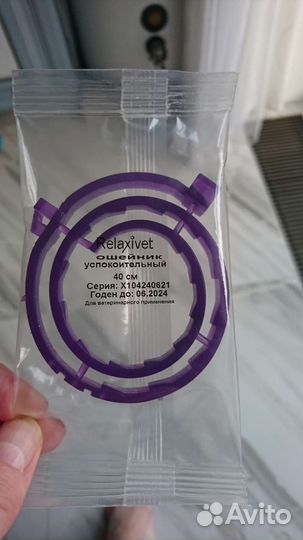 Relaxivet
ошейник
успокоительный
40 см
Серия: X104240621
Годен до: 06.2024
Для ветеринарного применения
Avito